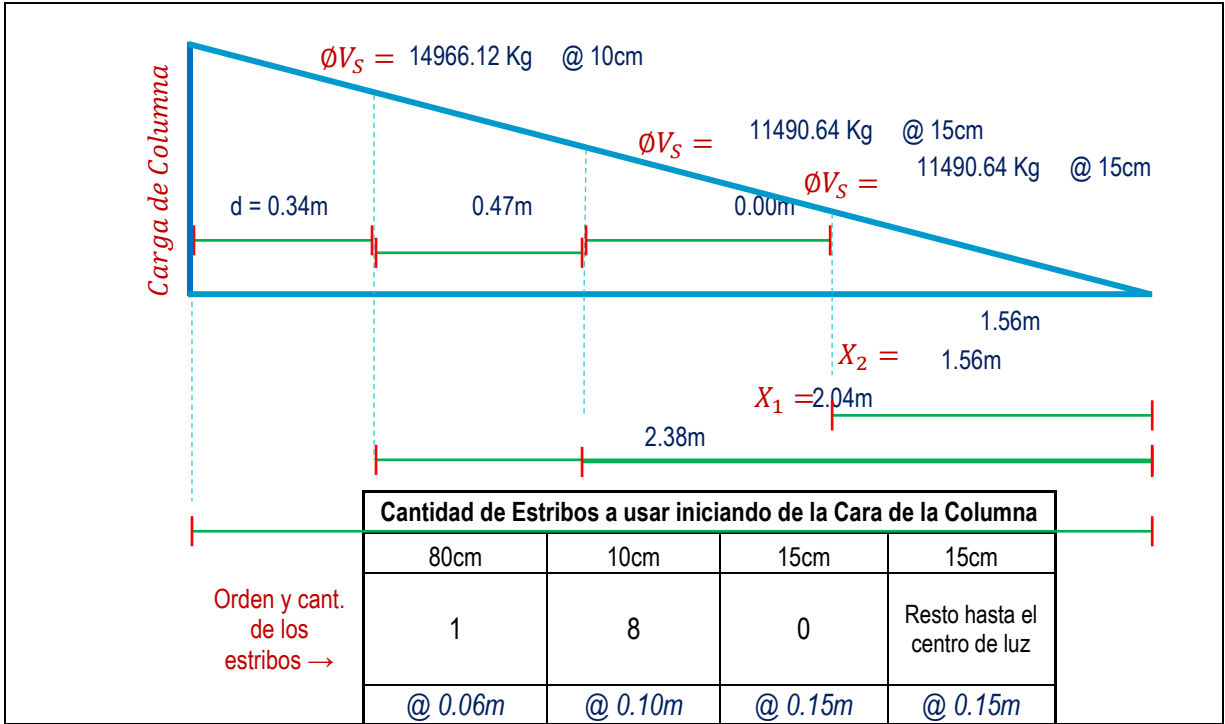 ØV_S = 14966.12 Kg @ 10cm
Carga de Columna
ØV_S = 11490.64 Kg @ 15cm
ØV_S = 11490.64 Kg @ 15cm
d = 0.34m 0.47m 0.00m
1.56m
X_2 = 1.56m
X_1 = 2.04m
2.38m
Cantidad de Estribos a usar iniciando de la Cara de la Columna
80cm 10cm 15cm 15cm
Orden y cant.
de los
estribos →
1 8 0
Resto hasta el
centro de luz
@ 0.06m @ 0.10m @ 0.15m @ 0.15m